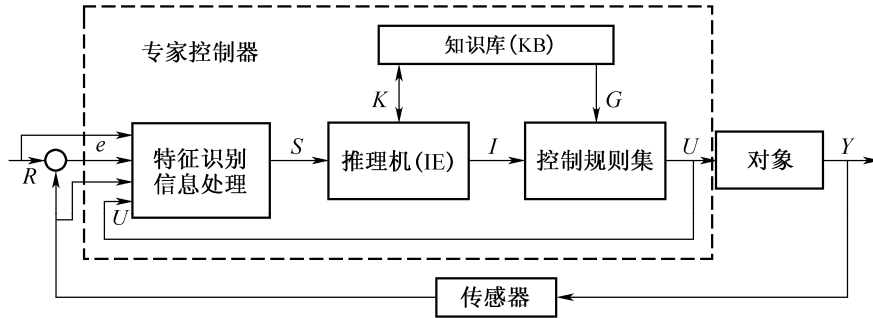 专家控制器
知识库(KB)
K
G
e
R
特征识别
信息处理
S
推理机(IE)
I
控制规则集
U
对象
Y
U
传感器